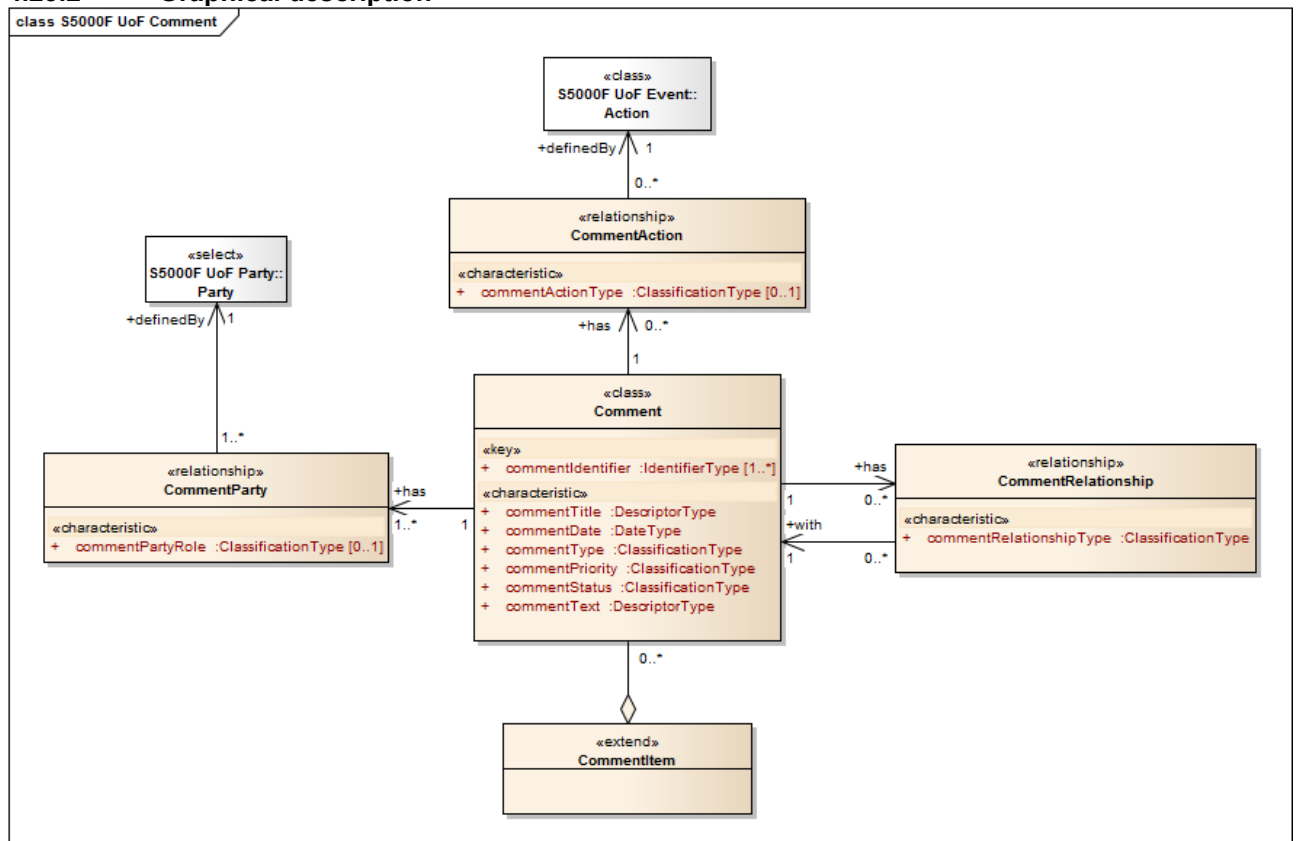 class S5000F UoF Comment
«class»
S5000F UoF Event::
Action
+definedBy
1
0..*
«relationship»
CommentAction
«characteristic»
+ commentActionType :ClassificationType [0..1]
+has
0..*
1
«select»
S5000F UoF Party::
Party
+definedBy
1
1..*
«relationship»
CommentParty
«characteristic»
+ commentPartyRole :ClassificationType [0..1]
+has
1..*
1
«class»
Comment
«key»
+ commentIdentifier :IdentifierType [1..*]
«characteristic»
+ commentTitle :DescriptorType
+ commentDate :DateType
+ commentType :ClassificationType
+ commentPriority :ClassificationType
+ commentStatus :ClassificationType
+ commentText :DescriptorType
+has
1
0..*
+with
1
0..*
«relationship»
CommentRelationship
«characteristic»
+ commentRelationshipType :ClassificationType
0..*
«extend»
CommentItem